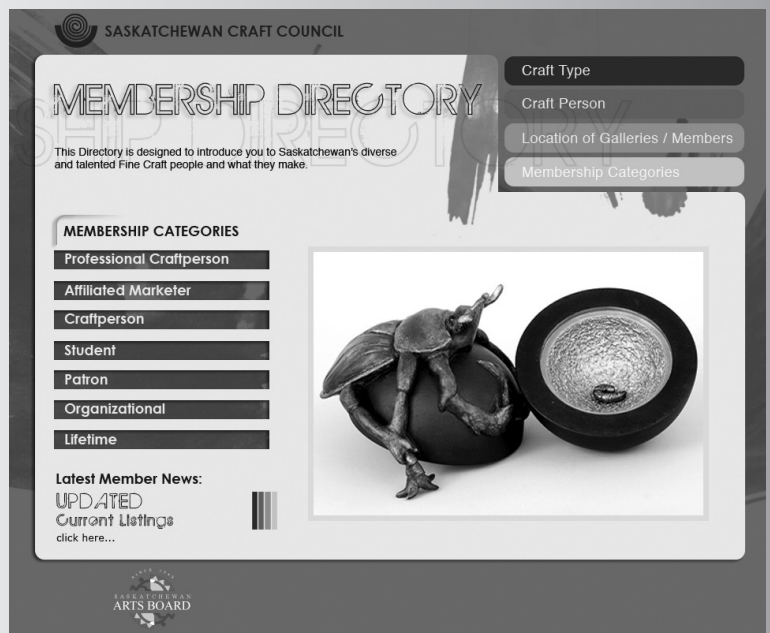 SASKATCHEWAN CRAFT COUNCIL
MEMBERSHIP DIRECTORY
SHIP DIRECTORY
This Directory is designed to introduce you to Saskatchewan's diverse
and talented Fine Craft people and what they make.
Craft Type
Craft Person
Location of Galleries / Members
Membership Categories
MEMBERSHIP CATEGORIES
Professional Craftperson
Affiliated Marketer
Craftperson
Student
Patron
Organizational
Lifetime
Latest Member News:
UPDATED
Current Listings
click here...
SASKATCHEWAN
ARTS BOARD